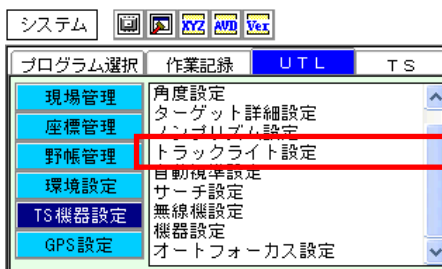 システム XYZ AVD Ver
プログラム選択 作業記録 UTL TS
現場管理
座標管理
野帳管理
環境設定
TS機器設定
GPS設定
角度設定
ターゲット詳細設定
ノンプリズム設定
トラックライト設定
自動視準設定
サーチ設定
無線機設定
機器設定
オートフォーカス設定